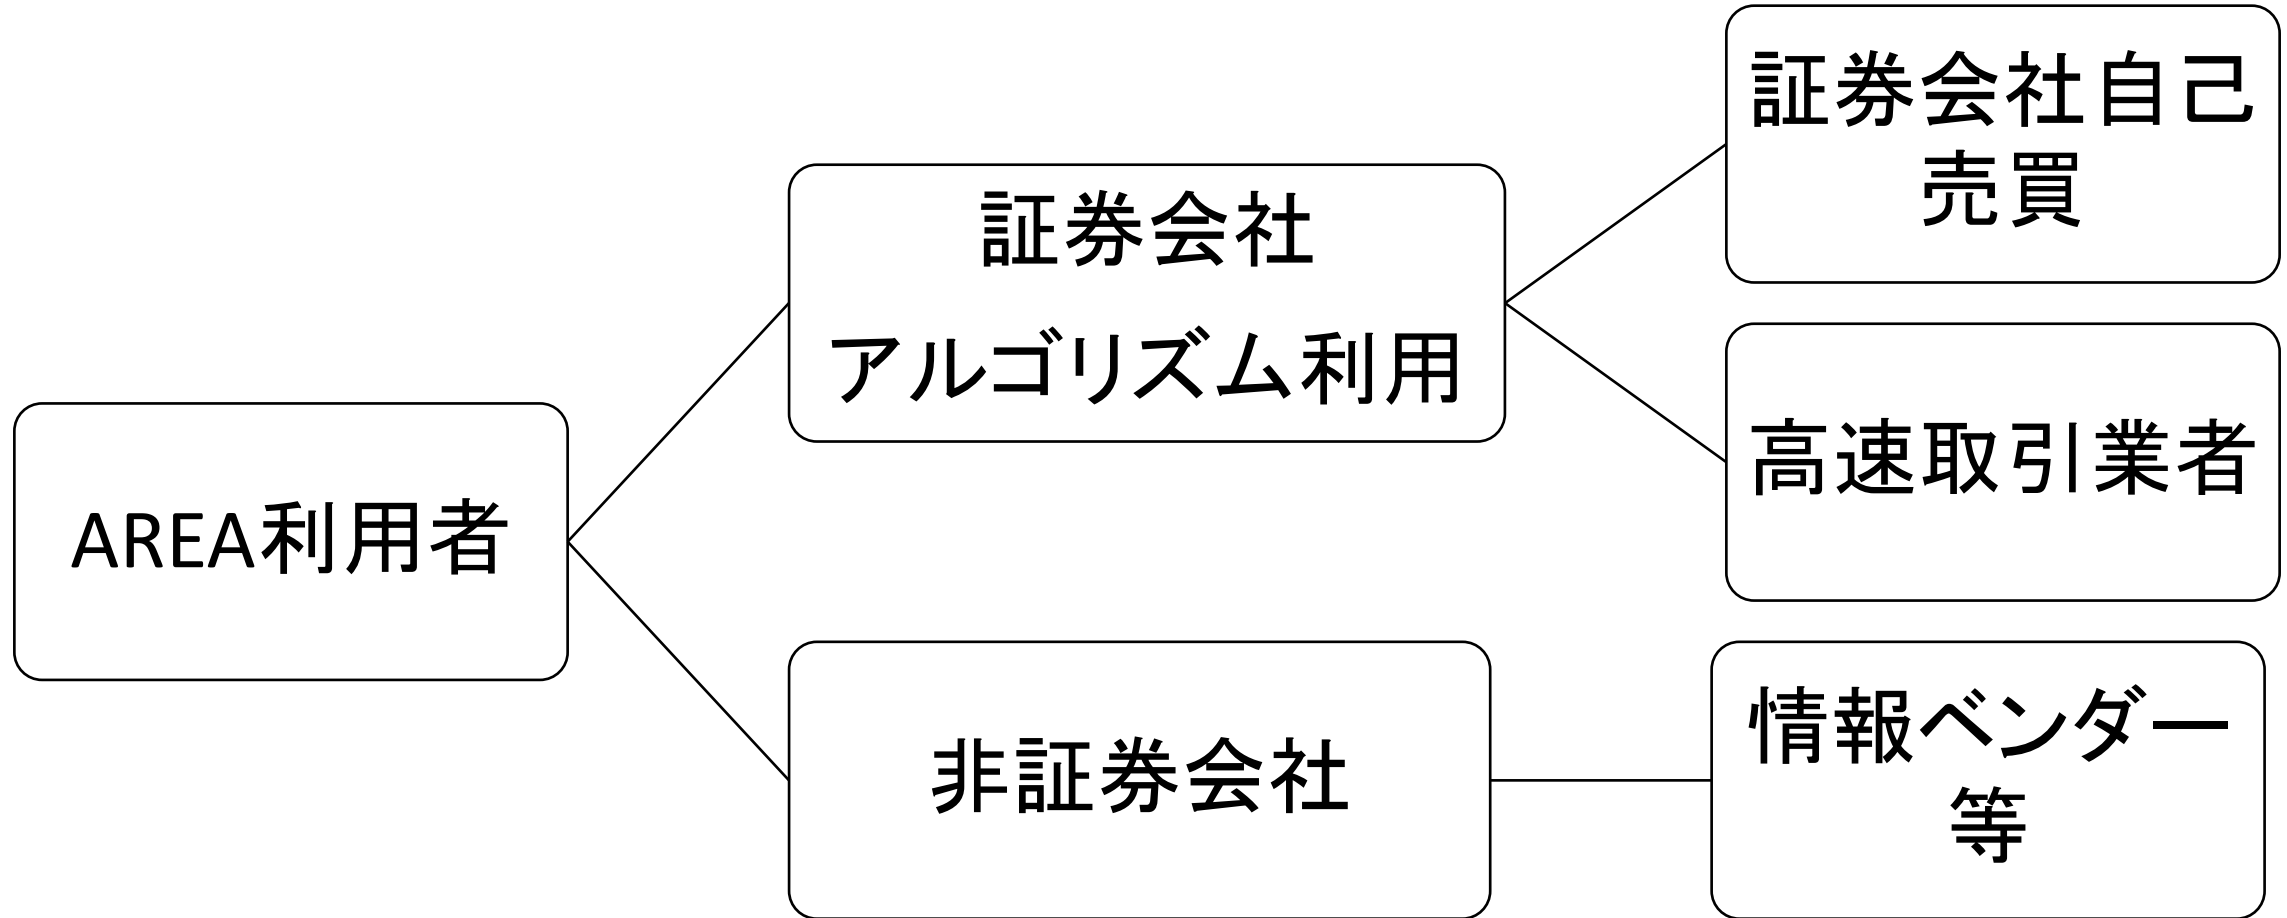 AREA利用者
証券会社
アルゴリズム利用
証券会社自己
売買
高速取引業者
非証券会社
情報ベンダー
等